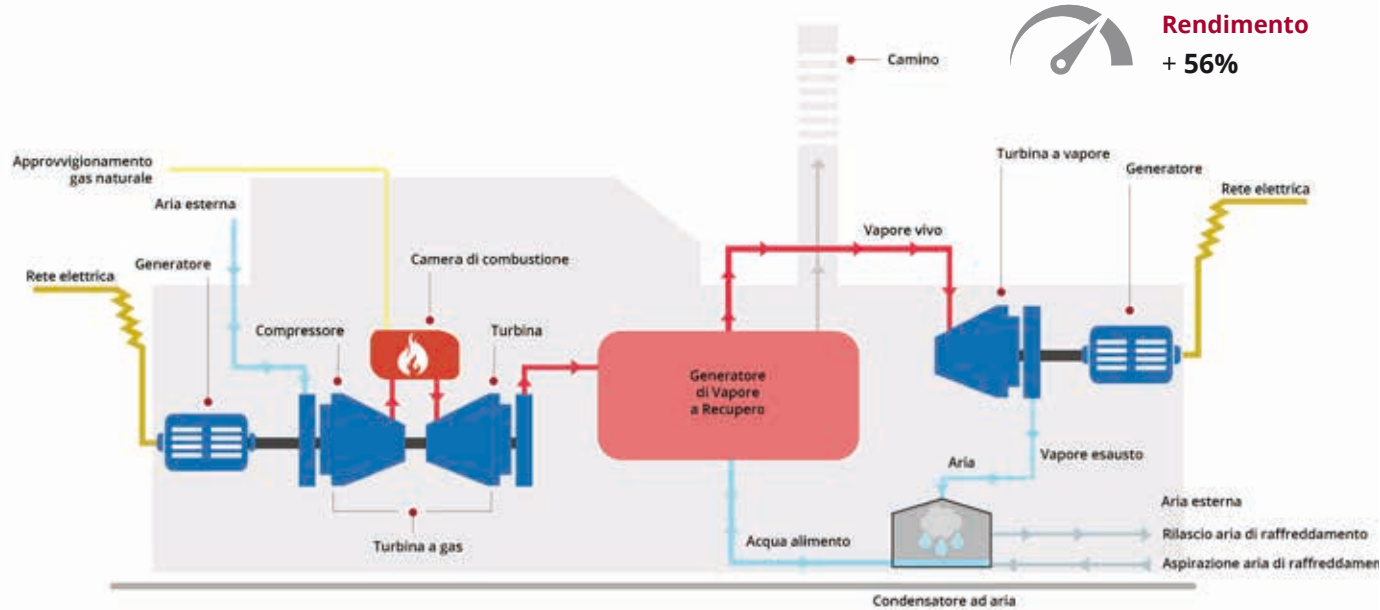 Rendimento
+ 56%
Camino
Approvvigionamento
gas naturale
Aria esterna
Rete elettrica
Generatore
Compressore
Camera di combustione
Turbina
Turbina a gas
Generatore
di Vapore
a Recupero
Vapore vivo
Turbina a vapore
Generatore
Rete elettrica
Aria
Vapore esausto
Acqua alimento
Aria esterna
Rilascio aria di raffreddamento
Aspirazione aria di raffreddamen
Condensatore ad aria